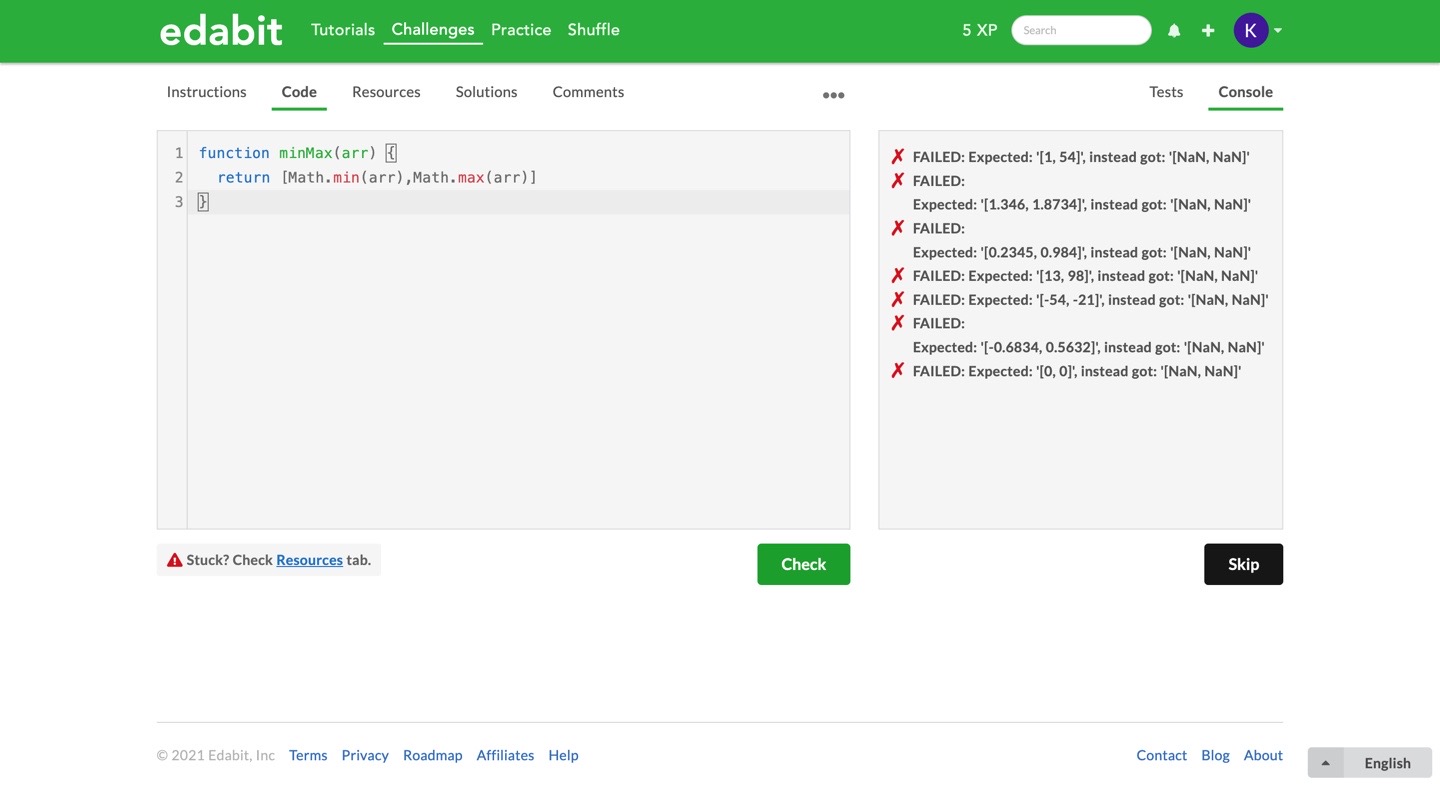 edabit
Tutorials Challenges Practice Shuffle
5 XP Search K
Instructions Code Resources Solutions Comments
Tests Console
1 function minMax(arr) {
2 return [Math.min(arr),Math.max(arr)]
3 }
✗ FAILED: Expected: '[1, 54]', instead got: '[NaN, NaN]'
✗ FAILED:
Expected: '[1.346, 1.8734]', instead got: '[NaN, NaN]'
✗ FAILED:
Expected: '[0.2345, 0.984]', instead got: '[NaN, NaN]'
✗ FAILED: Expected: '[13, 98]', instead got: '[NaN, NaN]'
✗ FAILED: Expected: '[-54, -21]', instead got: '[NaN, NaN]'
✗ FAILED:
Expected: '[-0.6834, 0.5632]', instead got: '[NaN, NaN]'
✗ FAILED: Expected: '[0, 0]', instead got: '[NaN, NaN]'
Stuck? Check Resources tab.
Check
Skip
© 2021 Edabit, Inc Terms Privacy Roadmap Affiliates Help
Contact Blog About
English